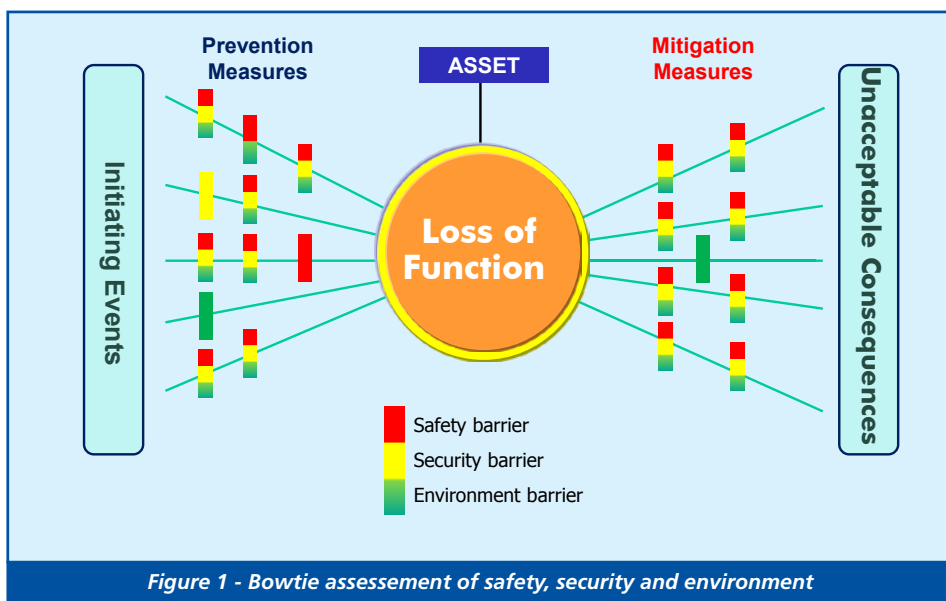 Prevention
Measures
ASSET
Mitigation
Measures
Initiating Events
Loss of
Function
Unacceptable Consequences
Safety barrier
Security barrier
Environment barrier
Figure 1 - Bowtie assessement of safety, security and environment